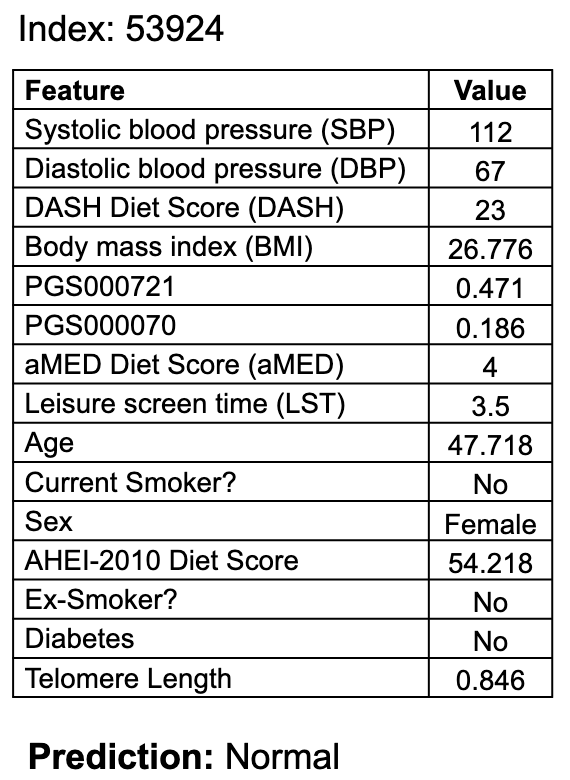 Index: 53924
Feature Value
Systolic blood pressure (SBP) 112
Diastolic blood pressure (DBP) 67
DASH Diet Score (DASH) 23
Body mass index (BMI) 26.776
PGS000721 0.471
PGS000070 0.186
aMED Diet Score (aMED) 4
Leisure screen time (LST) 3.5
Age 47.718
Current Smoker? No
Sex Female
AHEI-2010 Diet Score 54.218
Ex-Smoker? No
Diabetes No
Telomere Length 0.846
Prediction: Normal